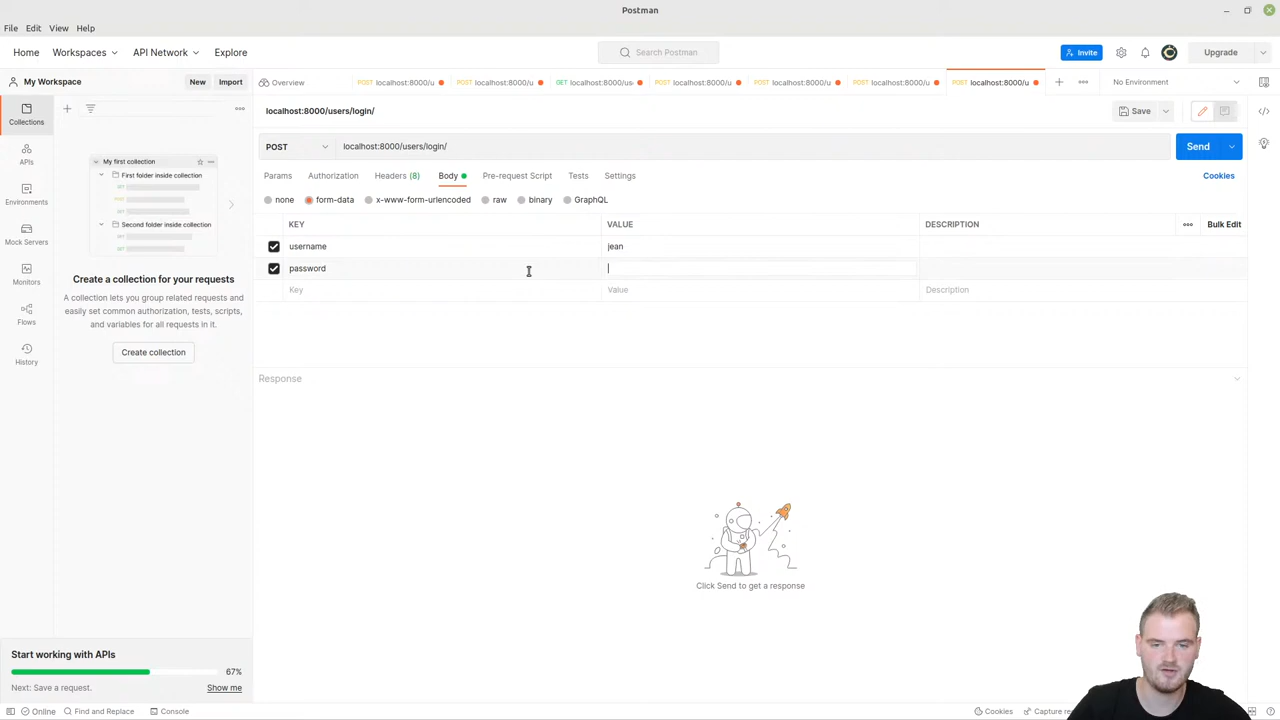 Postman
File Edit View Help
Home Workspaces API Network Explore Search Postman Invite Upgrade
My Workspace New Import Overview POST localhost:8000/u POST localhost:8000/u GET localhost:8000/us POST localhost:8000/u POST localhost:8000/u POST localhost:8000/u POST localhost:8000/u No Environment
Collections
localhost:8000/users/login/ Save
APIs
POST localhost:8000/users/login/ Send
My first collection
First folder inside collection
Second folder inside collection
Params Authorization Headers (8) Body Pre-request Script Tests Settings Cookies
Environments
none form-data x-www-form-urlencoded raw binary GraphQL
Mock Servers
KEY VALUE DESCRIPTION Bulk Edit
username jean
password
Key Value Description
Monitors
Flows
History
Create a collection for your requests
A collection lets you group related requests and
easily set common authorization, tests, scripts,
and variables for all requests in it.
Create collection
Response
Click Send to get a response
Start working with APIs
67%
Next: Save a request. Show me
Online Find and Replace Console Cookies Capture re